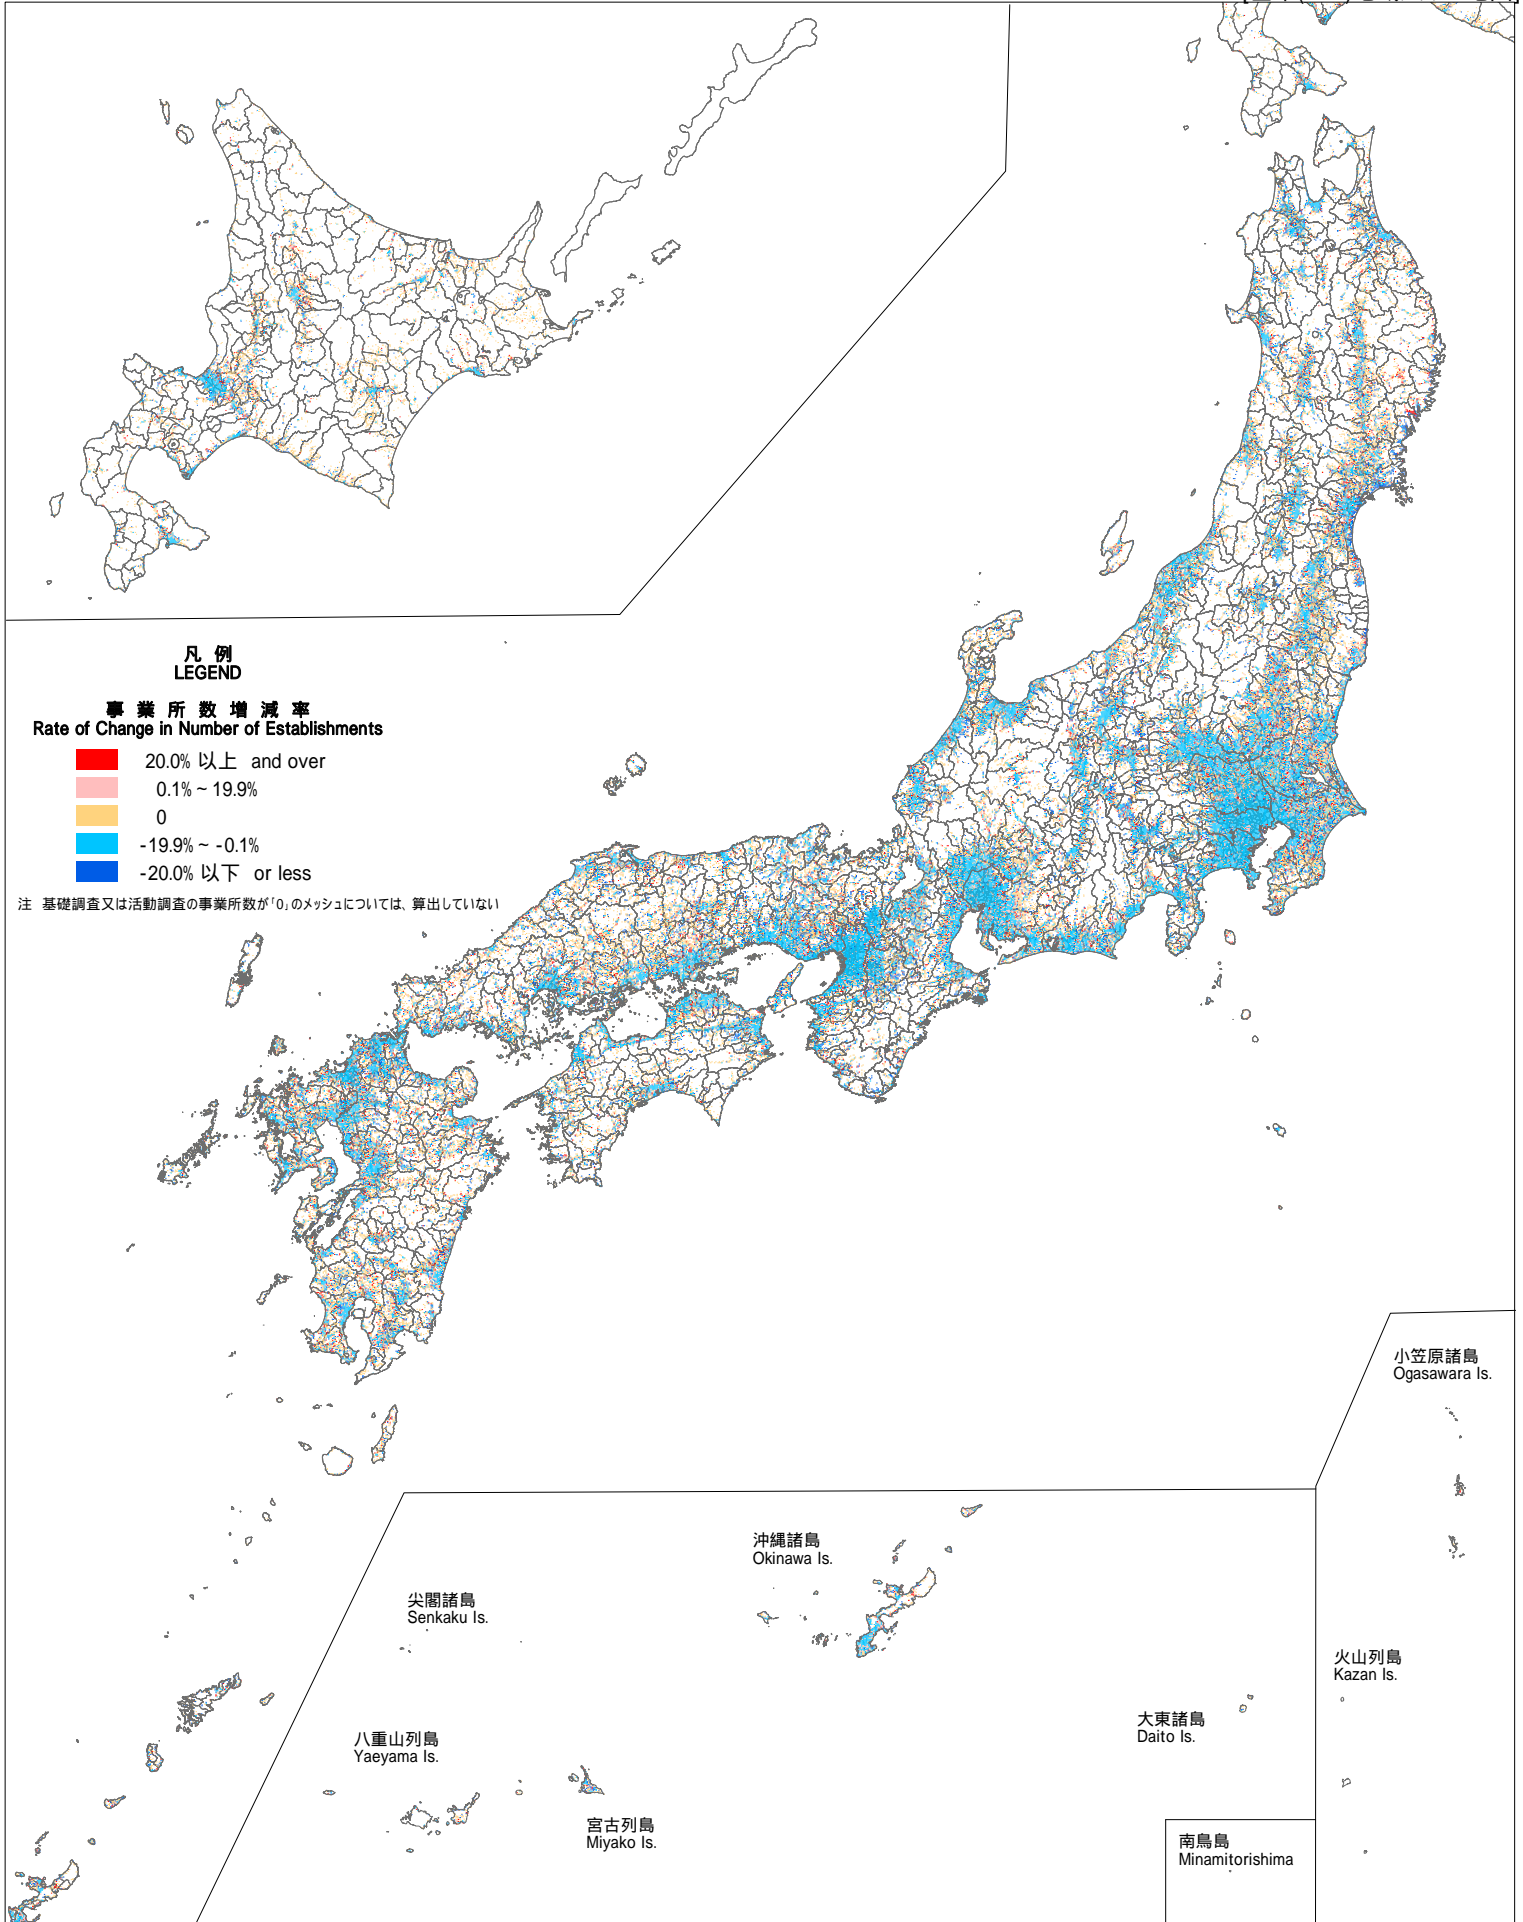 凡 例
LEGEND
事 業 所 数 増 減 率
Rate of Change in Number of Establishments
20.0% 以上 and over
0.1% ~ 19.9%
0
-19.9% ~ -0.1%
-20.0% 以下 or less
注 基礎調査又は活動調査の事業所数が「0」のメッシュについては、算出していない
小笠原諸島
Ogasawara Is.
沖縄諸島
Okinawa Is.
尖閣諸島
Senkaku Is.
火山列島
Kazan Is.
大東諸島
Daito Is.
八重山列島
Yaeyama Is.
宮古列島
Miyako Is.
南鳥島
Minamitorishima